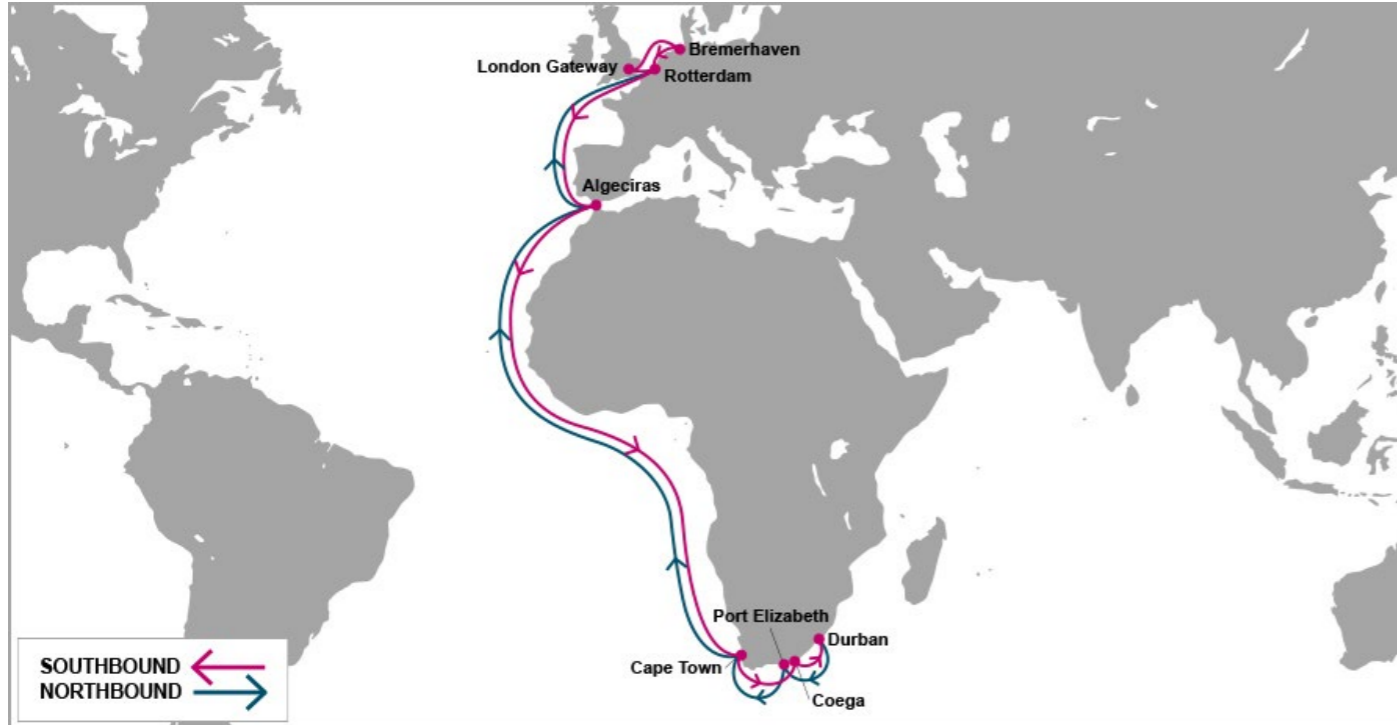 Bremerhaven
London Gateway
Rotterdam
Algeciras
Port Elizabeth
Durban
Cape Town
Coega
SOUTHBOUND
NORTHBOUND